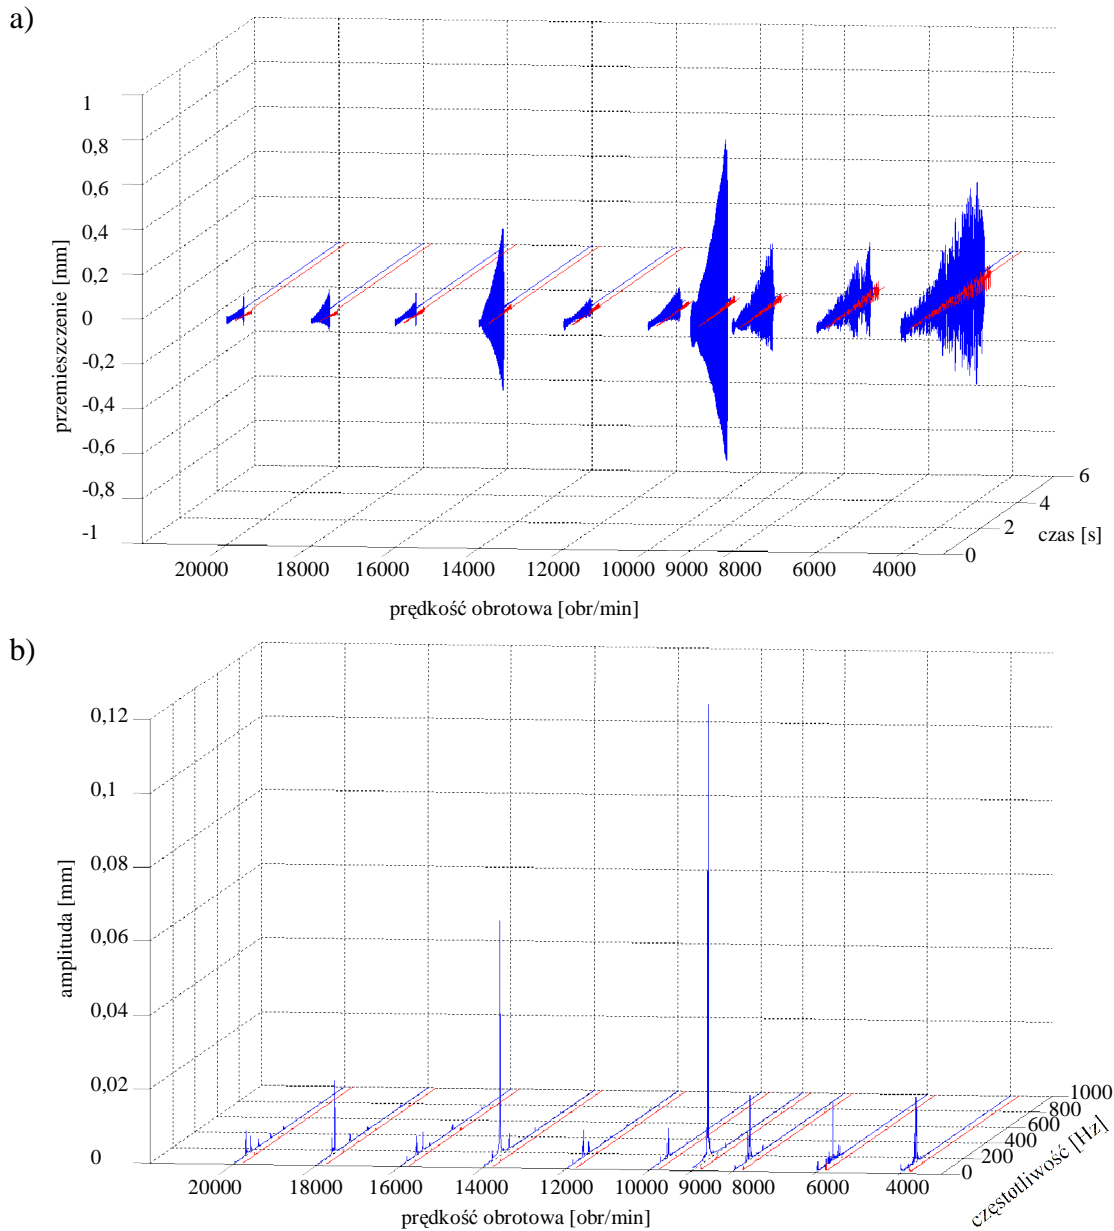 a)
1
0,8
0,6
0,4
0,2
0
-0,2
-0,4
-0,6
-0,8
-1
przemieszczenie [mm]
20000 18000 16000 14000 12000 10000 9000 8000 6000 4000
prędkość obrotowa [obr/min]
0 2 4 6
czas [s]
b)
0,12
0,1
0,08
0,06
0,04
0,02
0
amplituda [mm]
20000 18000 16000 14000 12000 10000 9000 8000 6000 4000
prędkość obrotowa [obr/min]
0 200 400 600 800 1000
częstotliwość [Hz]